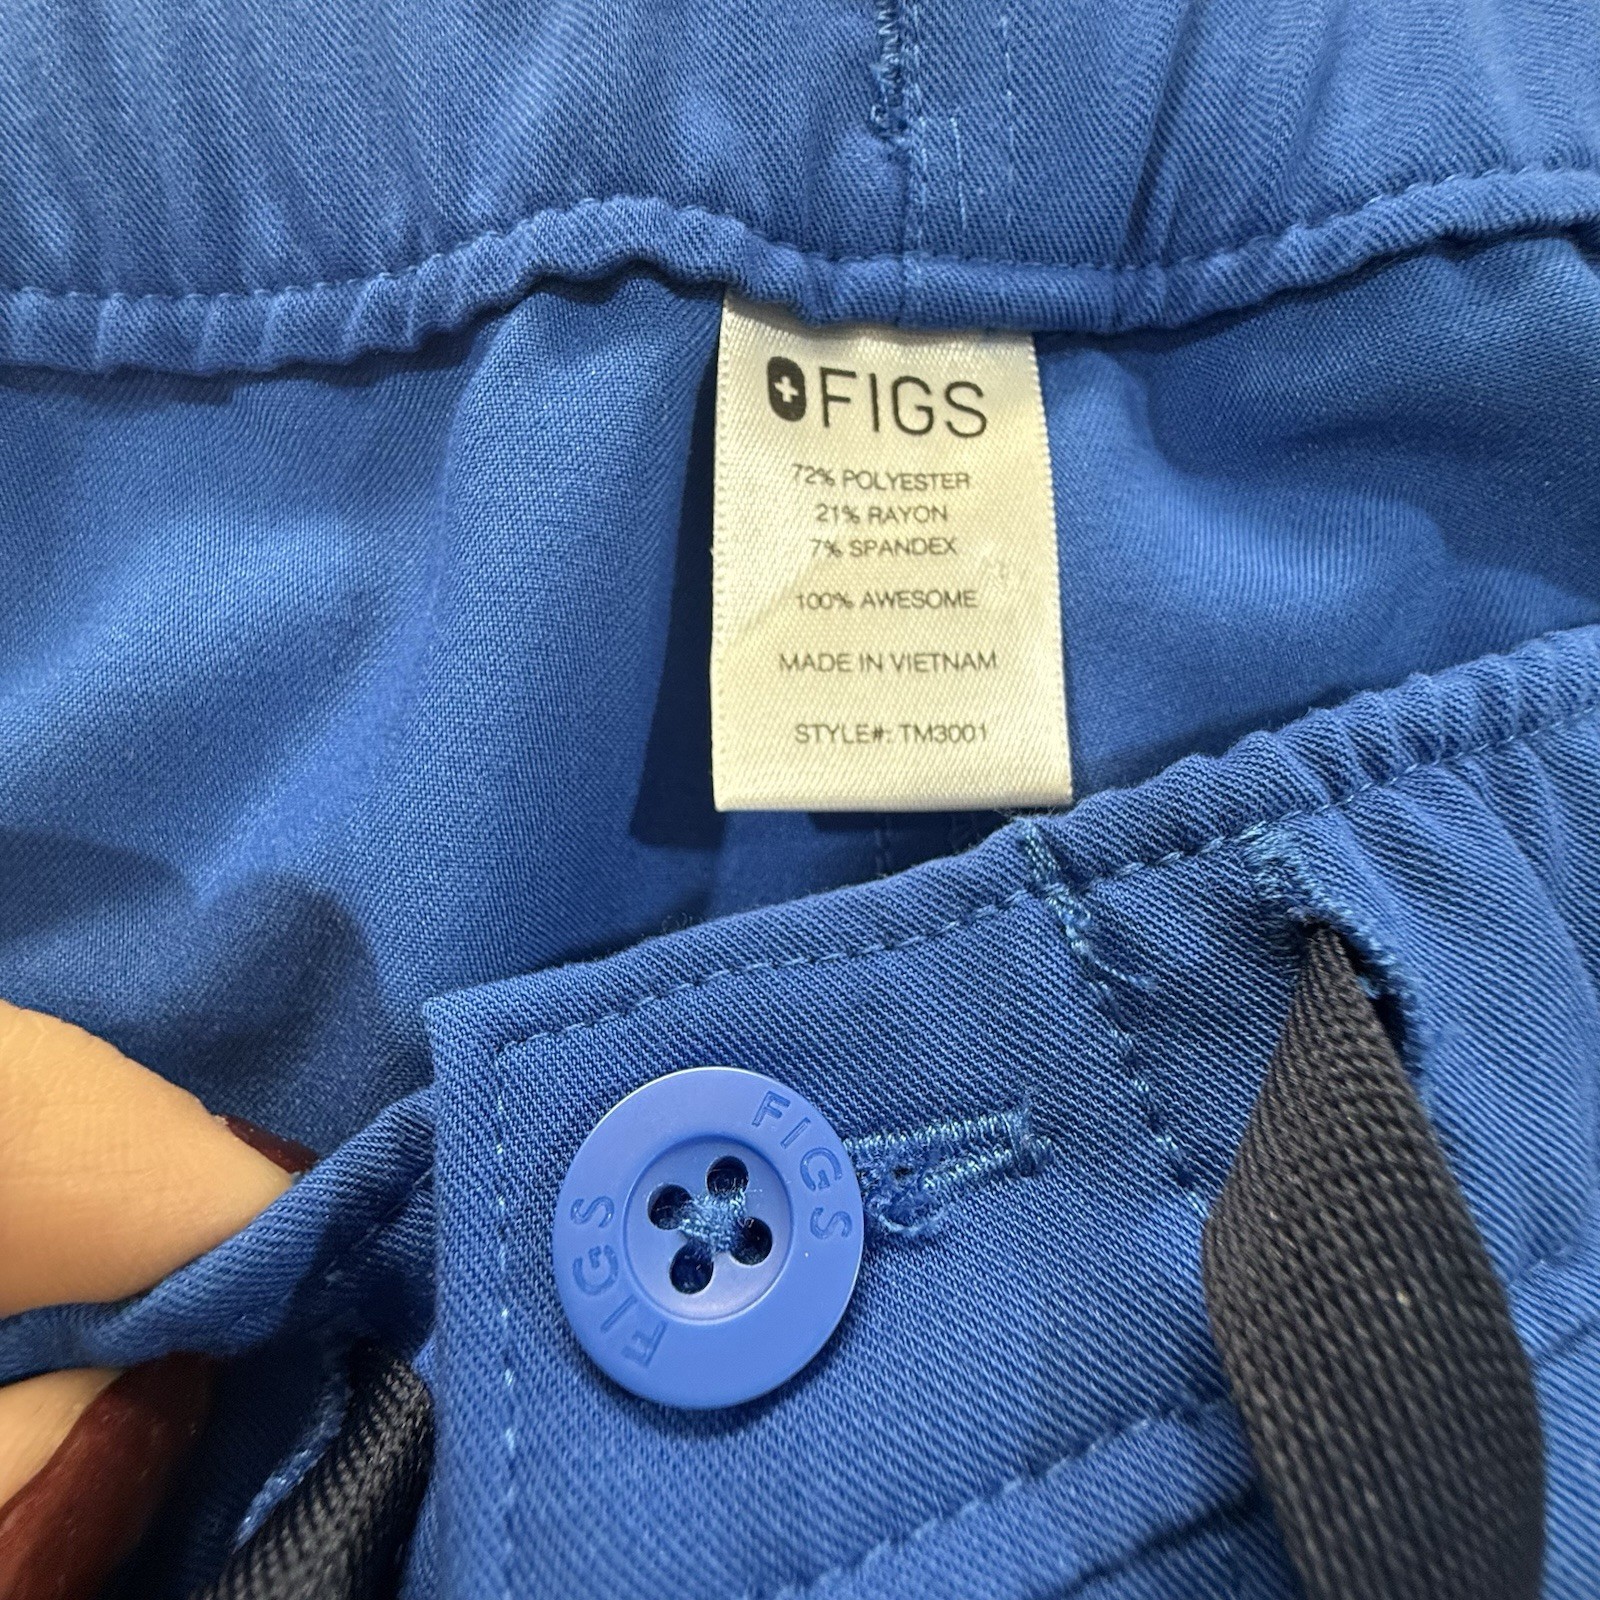 FIGS
72% POLYESTER
21% RAYON
7% SPANDEX
100% AWESOME
MADE IN VIETNAM
STYLE#: TM3001
FIGS
FIGS